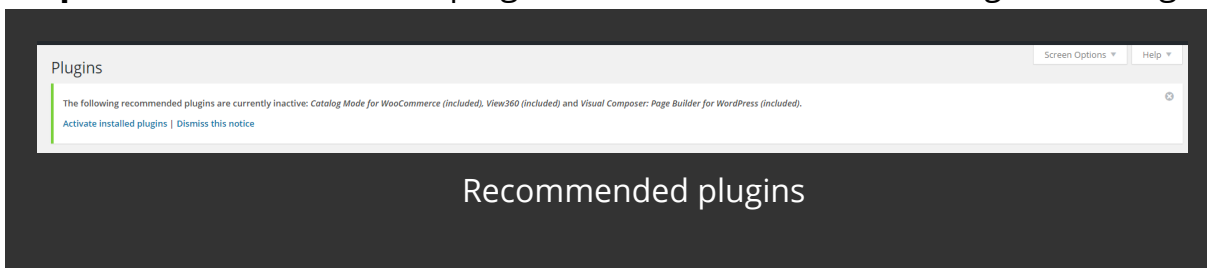 Screen Options ▼ Help ▼
Plugins
The following recommended plugins are currently inactive: Catalog Mode for WooCommerce (included), View360 (included) and Visual Composer: Page Builder for WordPress (included).
Activate installed plugins | Dismiss this notice
Recommended plugins